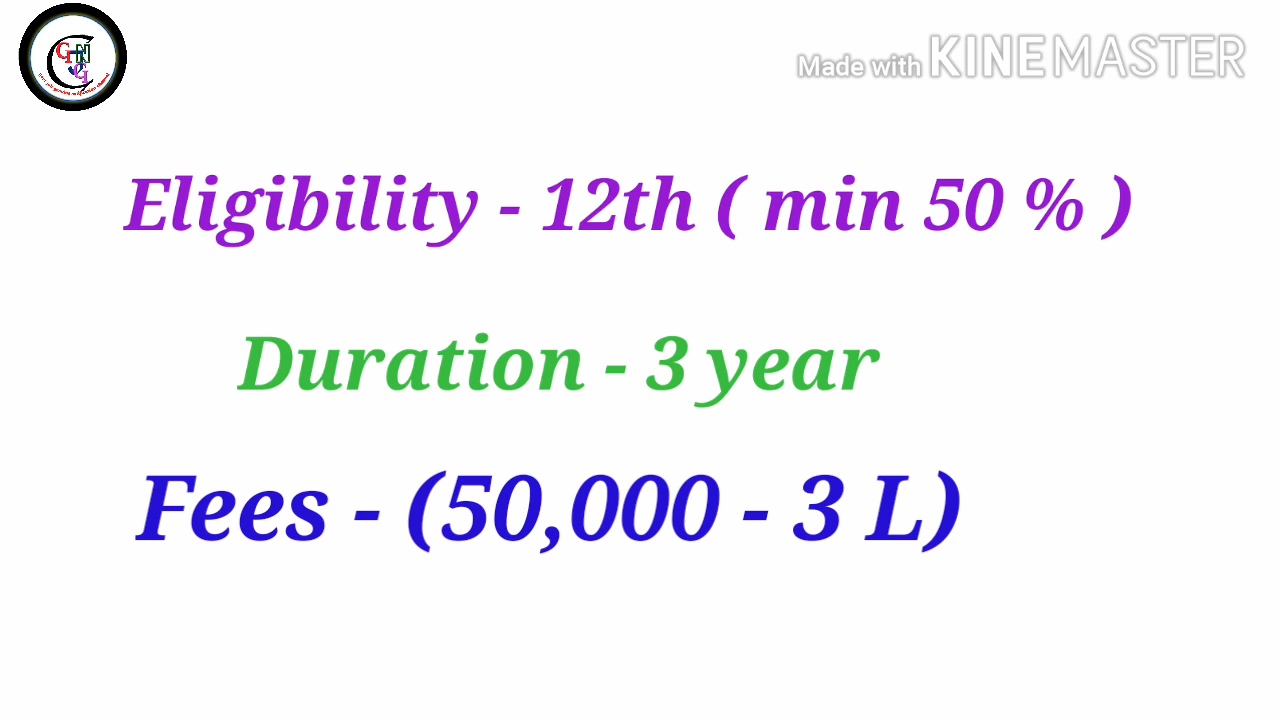 Made with KINEMASTER
Eligibility - 12th ( min 50 % )
Duration - 3 year
Fees - (50,000 - 3 L)